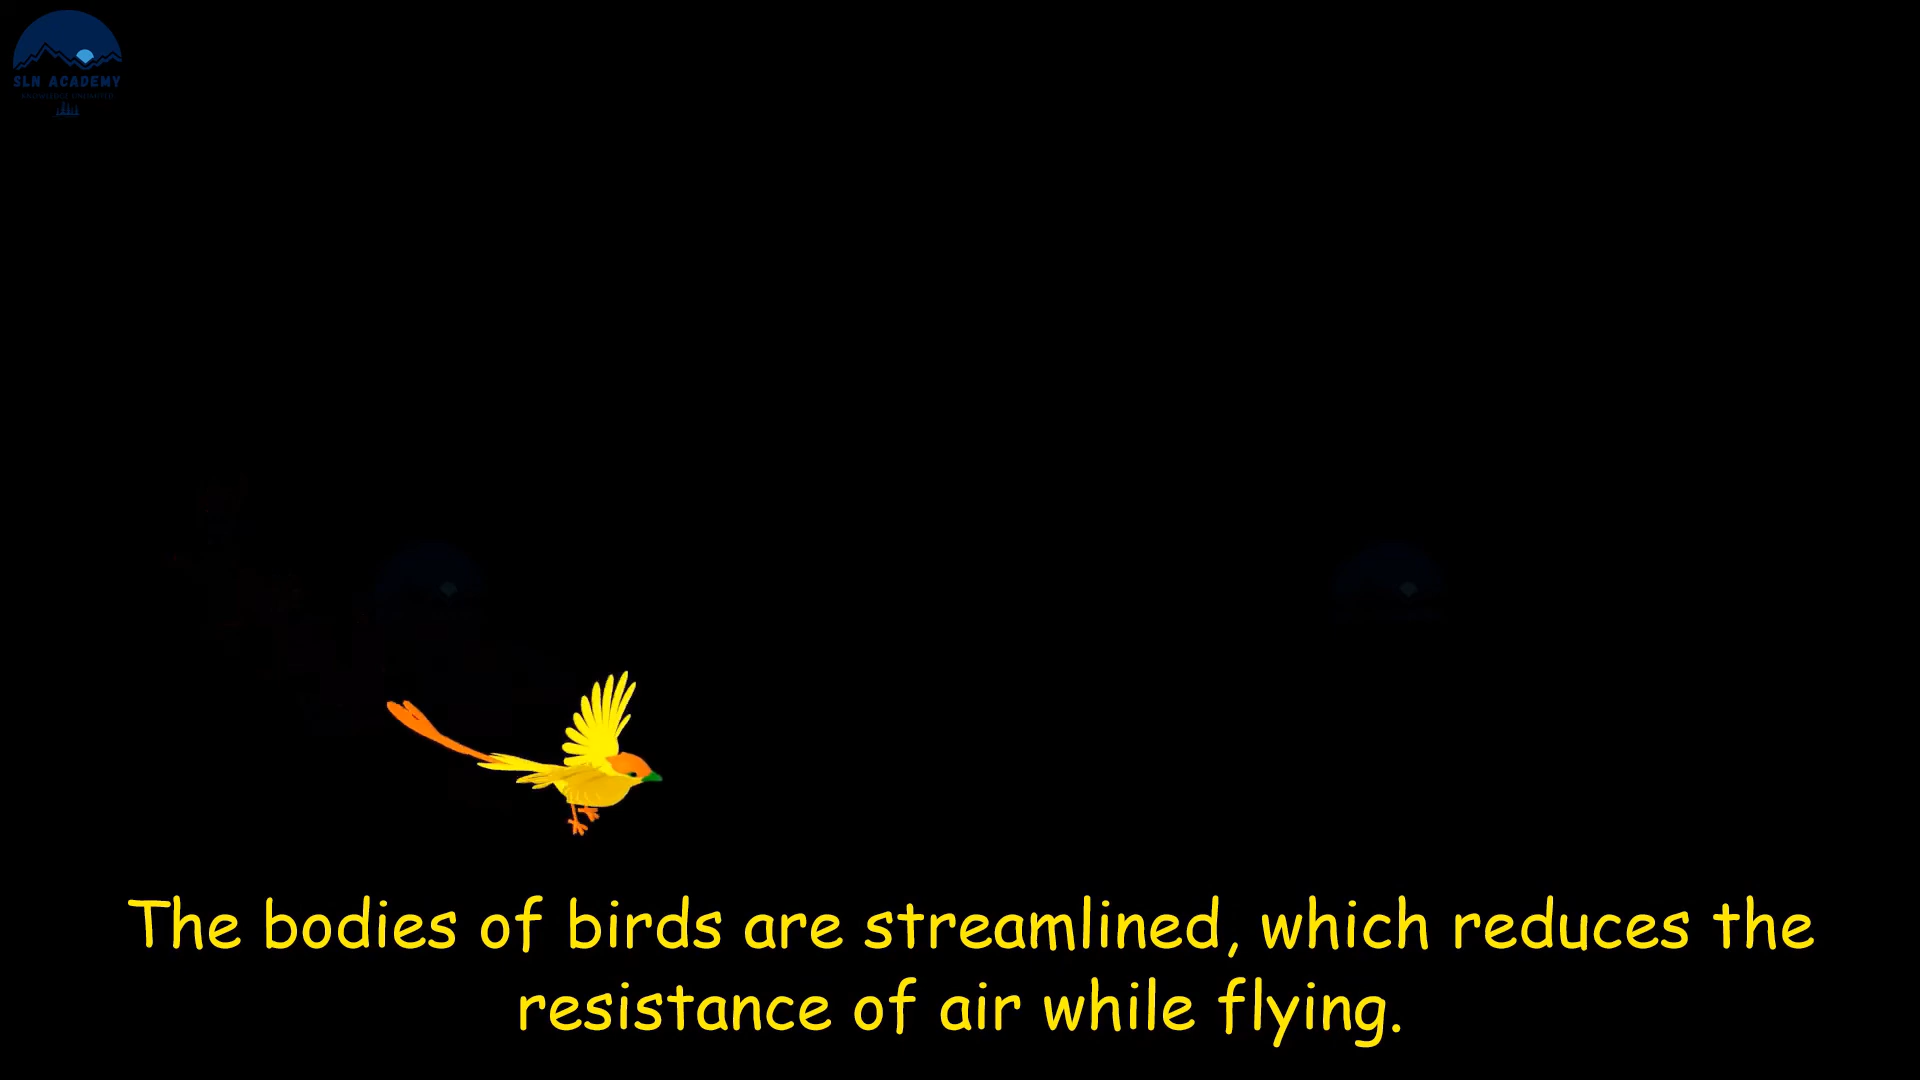 SLN ACADEMY
The bodies of birds are streamlined, which reduces the
resistance of air while flying.